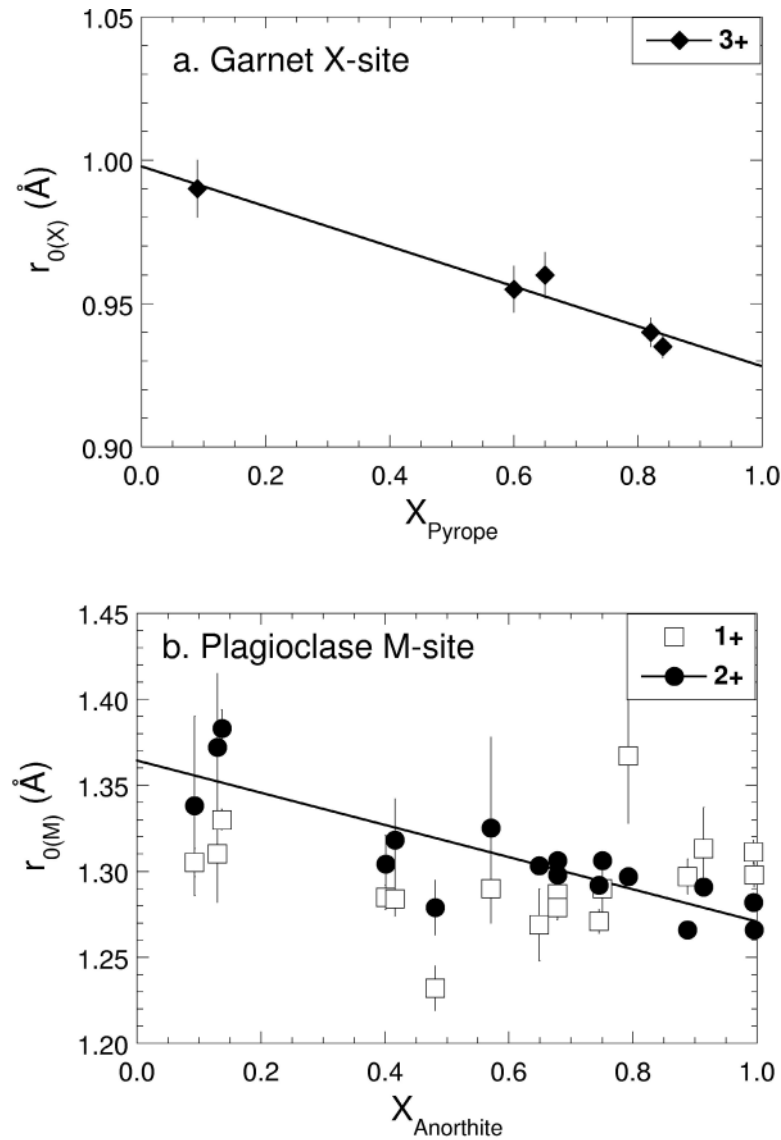 a. Garnet X-site
3+
r0(X) (Å)
1.05
1.00
0.95
0.90
0.0 0.2 0.4 0.6 0.8 1.0
XPyrope
b. Plagioclase M-site
1+
2+
r0(M) (Å)
1.45
1.40
1.35
1.30
1.25
1.20
0.0 0.2 0.4 0.6 0.8 1.0
XAnorthite